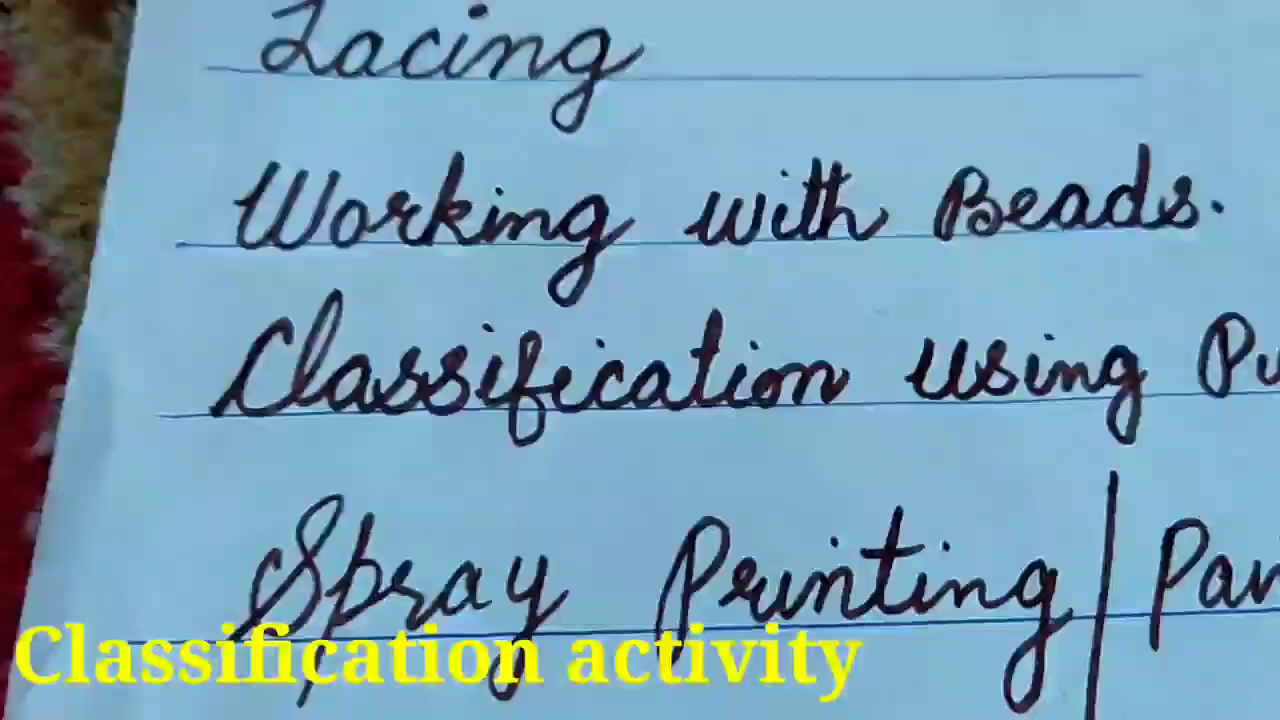 Lacing
Working with Beads.
Classification using
Spray Printing/
Classification activity